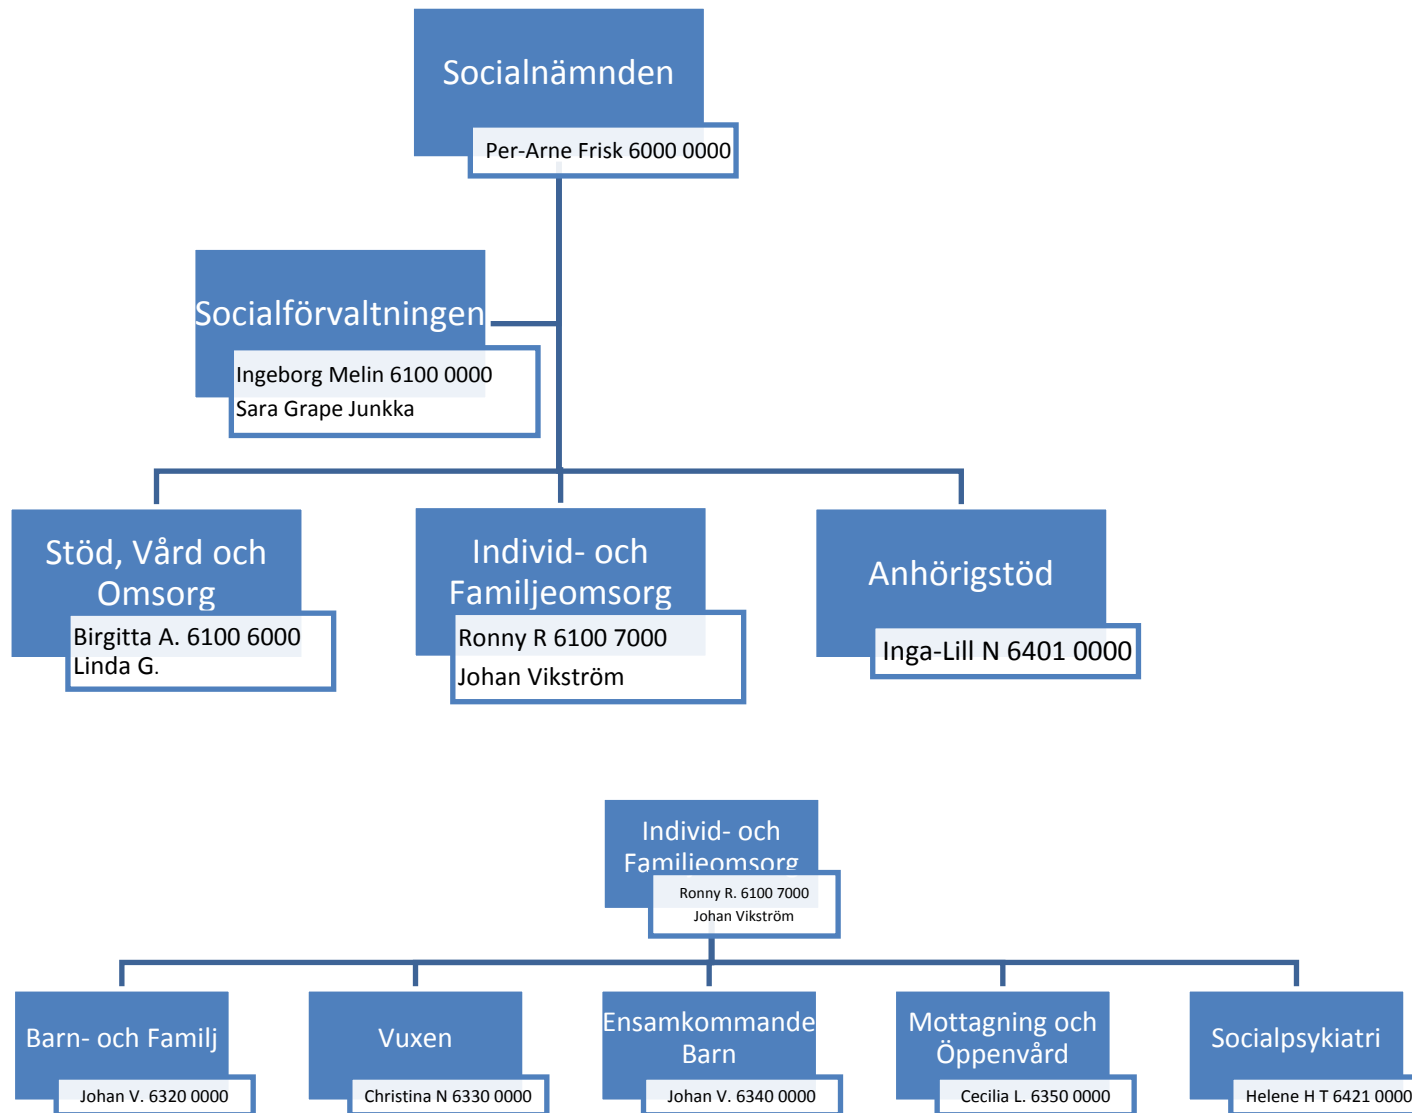 Socialnämnden
Per-Arne Frisk 6000 0000
Socialförvaltningen
Ingeborg Melin 6100 0000
Sara Grape Junkka
Stöd, Vård och
Omsorg
Birgitta A. 6100 6000
Linda G.
Individ- och
Familjeomsorg
Ronny R 6100 7000
Johan Vikström
Anhörigstöd
Inga-Lill N 6401 0000
Individ- och
Familjeomsorg
Ronny R. 6100 7000
Johan Vikström
Barn- och Familj
Johan V. 6320 0000
Vuxen
Christina N 6330 0000
Ensamkommande
Barn
Johan V. 6340 0000
Mottagning och
Öppenvård
Cecilia L. 6350 0000
Socialpsykiatri
Helene H T 6421 0000